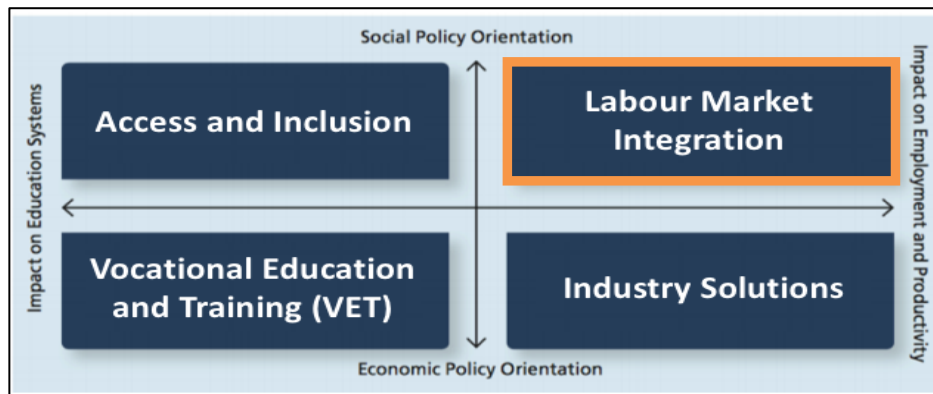 Social Policy Orientation
Impact on Education Systems
Access and Inclusion
Labour Market
Integration
Impact on Employment and Productivity
Vocational Education
and Training (VET)
Industry Solutions
Economic Policy Orientation